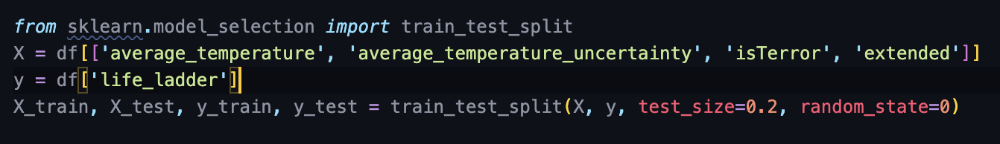 from sklearn.model_selection import train_test_split
X = df[['average_temperature', 'average_temperature_uncertainty', 'isTerror', 'extended']]
y = df['life_ladder']
X_train, X_test, y_train, y_test = train_test_split(X, y, test_size=0.2, random_state=0)